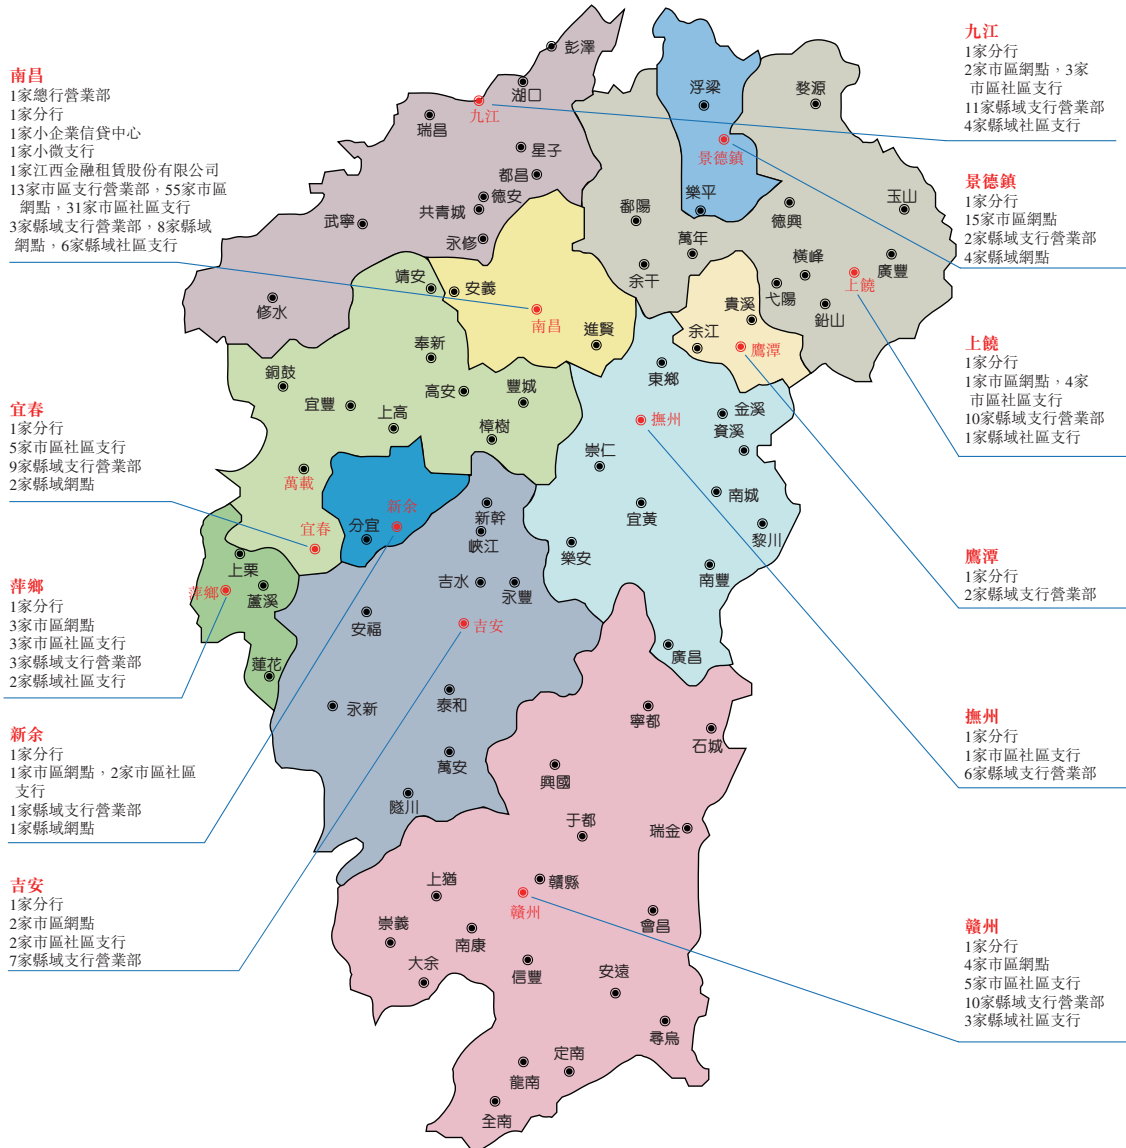 南昌
1家總行營業部
1家分行
1家小企業信貸中心
1家小微支行
1家江西金融租賃股份有限公司
13家市區支行營業部，55家市區
網點，31家市區社區支行
3家縣域支行營業部，8家縣域
網點，6家縣域社區支行
宜春
1家分行
5家市區社區支行
9家縣域支行營業部
2家縣域網點
萍鄉
1家分行
3家市區網點
3家市區社區支行
3家縣域支行營業部
2家縣域社區支行
新余
1家分行
1家市區網點，2家市區社區
支行
1家縣域支行營業部
1家縣域網點
吉安
1家分行
2家市區網點
2家市區社區支行
7家縣域支行營業部
彭澤
湖口
九江
瑞昌
星子
都昌
德安
共青城
武寧
永修
修水
浮梁
婺源
景德鎮
樂平
鄱陽
德興
玉山
萬年
橫峰
廣豐
余干
上饒
弋陽
鉛山
貴溪
余江
鷹潭
靖安
安義
南昌
進賢
奉新
銅鼓
高安
豐城
宜豐
上高
樟樹
萬載
宜春
新余
分宜
東鄉
金溪
撫州
資溪
崇仁
南城
宜黃
黎川
樂安
南豐
廣昌
上栗
萍鄉
蘆溪
蓮花
新幹
峽江
吉水
永豐
安福
吉安
永新
泰和
萬安
隧川
寧都
石城
興國
于都
瑞金
上猶
贛縣
贛州
會昌
崇義
南康
大余
信豐
安遠
尋烏
定南
龍南
全南
九江
1家分行
2家市區網點，3家
市區社區支行
11家縣域支行營業部
4家縣域社區支行
景德鎮
1家分行
15家市區網點
2家縣域支行營業部
4家縣域網點
上饒
1家分行
1家市區網點，4家
市區社區支行
10家縣域支行營業部
1家縣域社區支行
鷹潭
1家分行
2家縣域支行營業部
撫州
1家分行
1家市區社區支行
6家縣域支行營業部
贛州
1家分行
4家市區網點
5家市區社區支行
10家縣域支行營業部
3家縣域社區支行